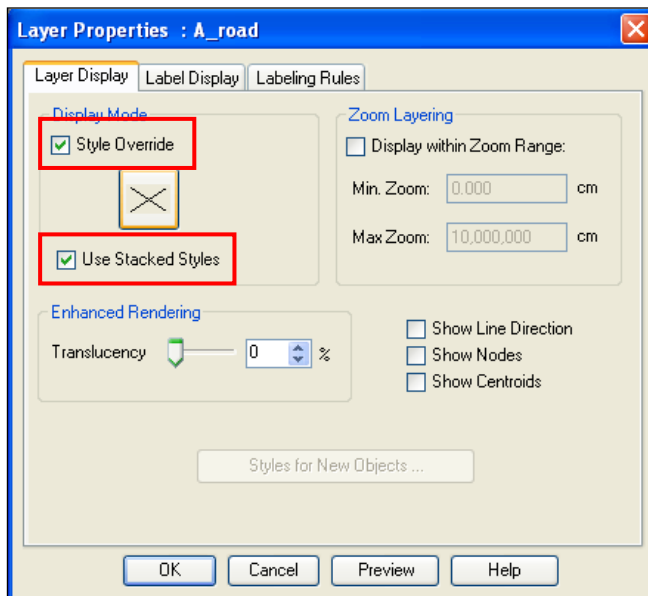 Layer Properties : A_road
Layer Display Label Display Labeling Rules
Display Mode
Style Override
Use Stacked Styles
Zoom Layering
Display within Zoom Range:
Min. Zoom: 0.000 cm
Max Zoom: 10,000,000 cm
Enhanced Rendering
Translucency 0 %
Show Line Direction
Show Nodes
Show Centroids
Styles for New Objects ...
OK Cancel Preview Help